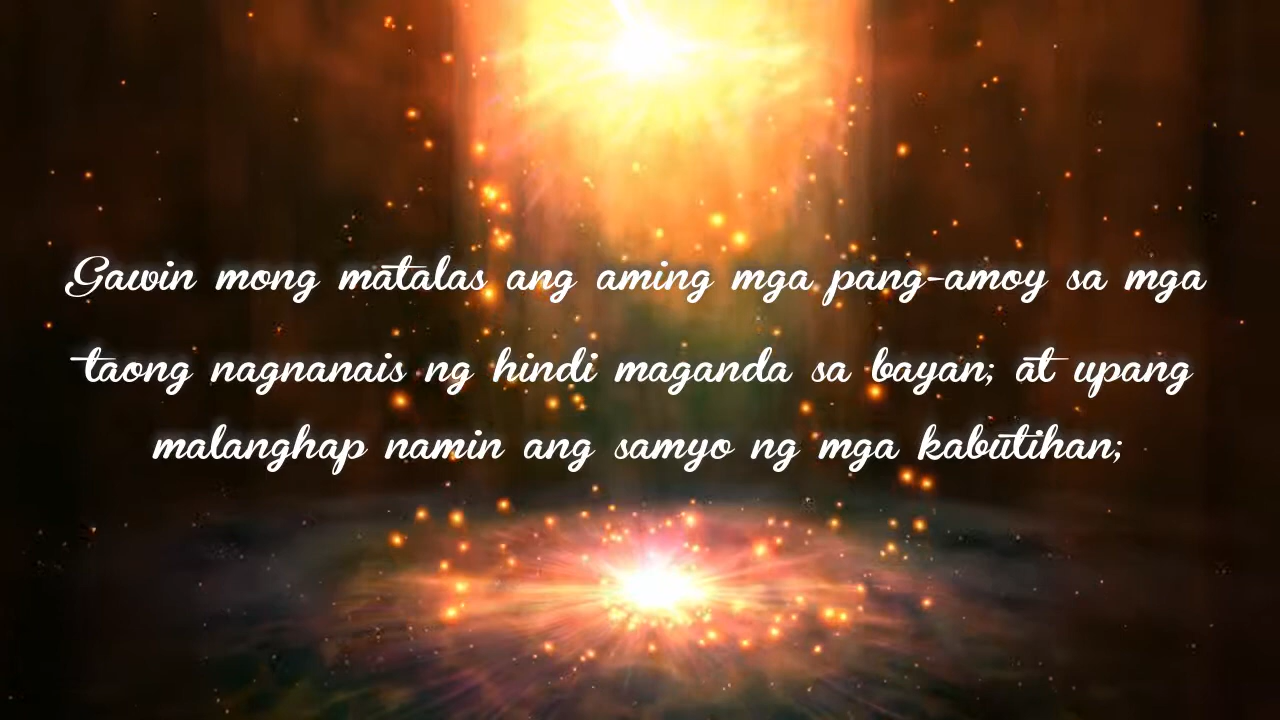 Gawin mong matalas ang aming mga pang-amoy sa mga
taong nagnanais ng hindi maganda sa bayan; at upang
malanghap namin ang samyo ng mga kabutihan;